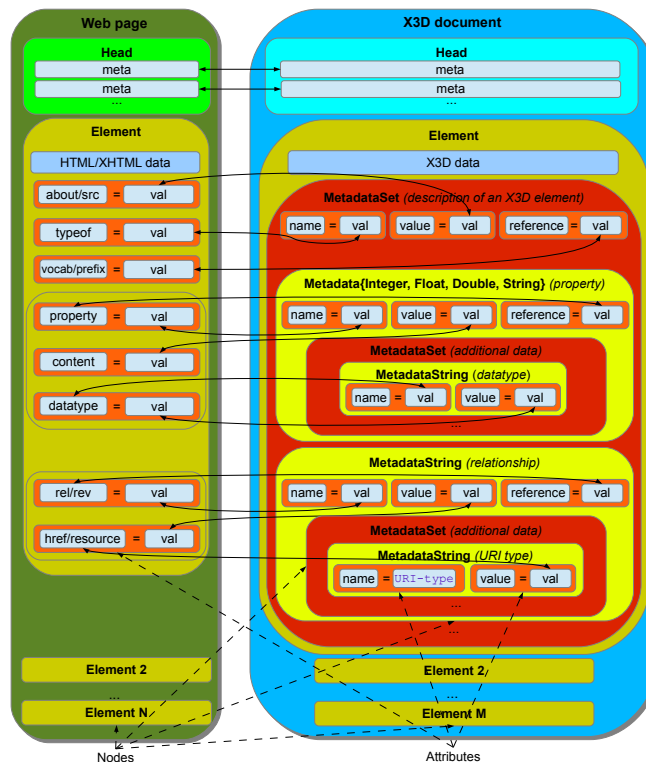 Web page
Head
meta
meta
...
Element
HTML/XHTML data
about/src = val
typeof = val
vocab/prefix = val
property = val
content = val
datatype = val
rel/rev = val
href/resource = val
Element 2
...
Element N
X3D document
Head
meta
meta
...
Element
X3D data
MetadataSet (description of an X3D element)
name = val value = val reference = val
Metadata{Integer, Float, Double, String} (property)
name = val value = val reference = val
MetadataSet (additional data)
MetadataString (datatype)
name = val value = val
...
MetadataString (relationship)
name = val value = val reference = val
MetadataSet (additional data)
MetadataString (URI type)
name = URI-type value = val
...
...
Element 2
...
Element M
Nodes
Attributes